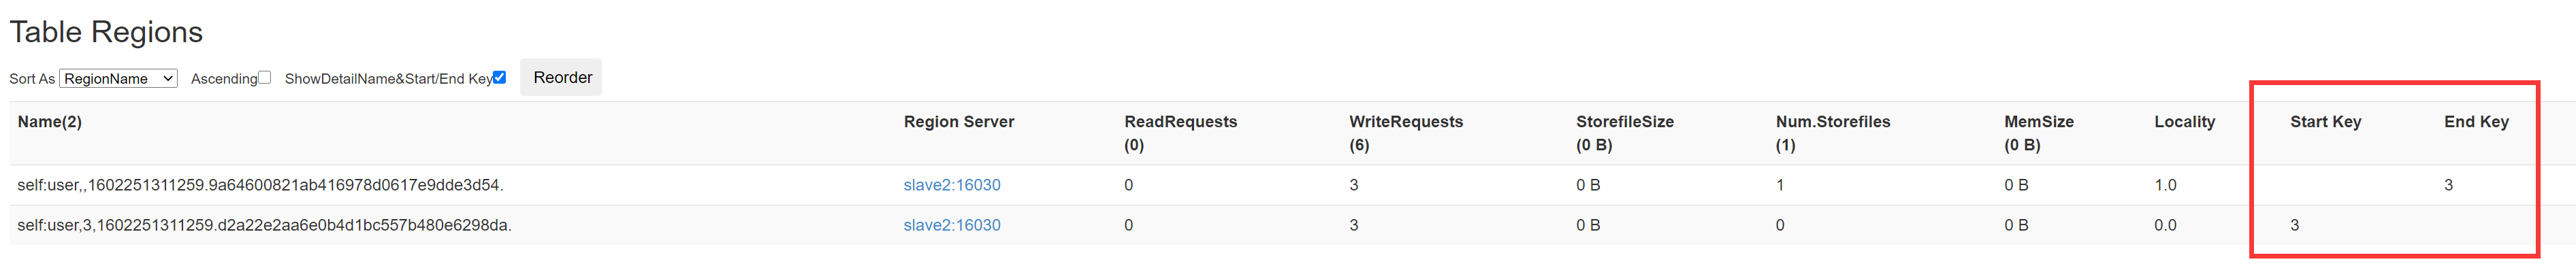 Table Regions
Sort As RegionName Ascending ShowDetailName&Start/End Key Reorder
Name(2) Region Server ReadRequests (0) WriteRequests (6) StorefileSize (0 B) Num.Storefiles (1) MemSize (0 B) Locality Start Key End Key
self:user,,1602251311259.9a64600821ab416978d0617e9dde3d54. slave2:16030 0 3 0 B 1 0 B 1.0 3
self:user,3,1602251311259.d2a22e2aa6e0b4d1bc557b480e6298da. slave2:16030 0 3 0 B 0 0 B 0.0 3